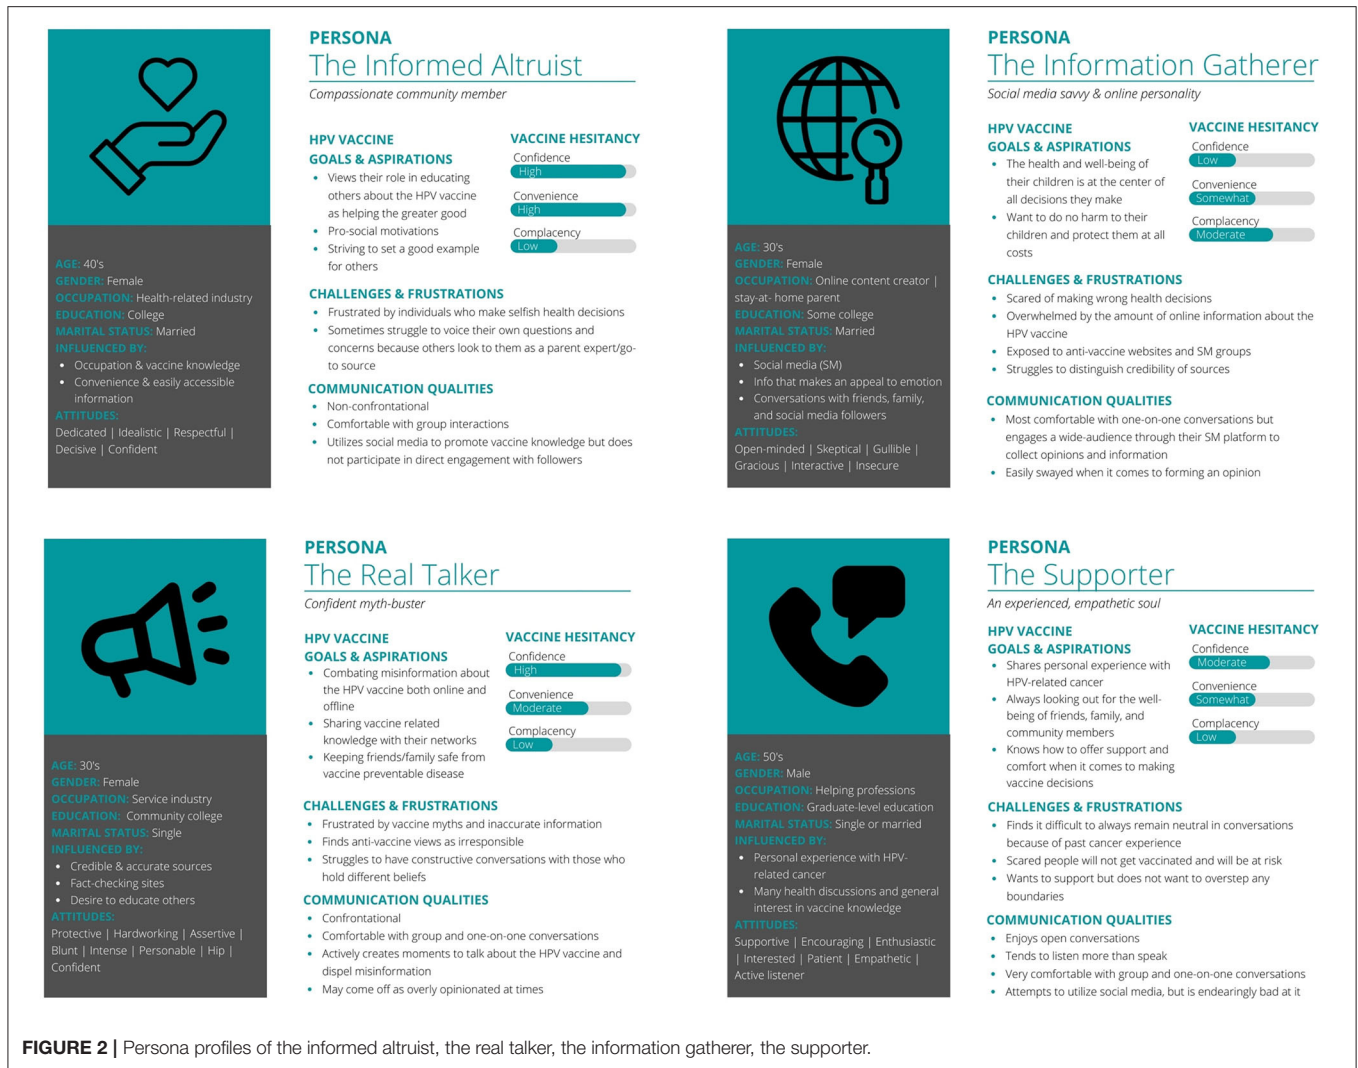 PERSONA
The Informed Altruist
Compassionate community member
HPV VACCINE
GOALS & ASPIRATIONS
• Views their role in educating
others about the HPV vaccine
as helping the greater good
• Pro-social motivations
• Striving to set a good example
for others
VACCINE HESITANCY
Confidence
High
Convenience
High
Complacency
Low
CHALLENGES & FRUSTRATIONS
• Frustrated by individuals who make selfish health decisions
• Sometimes struggle to voice their own questions and
concerns because others look to them as a parent expert/go-
to source
COMMUNICATION QUALITIES
• Non-confrontational
• Comfortable with group interactions
• Utilizes social media to promote vaccine knowledge but does
not participate in direct engagement with followers
AGE: 40's
GENDER: Female
OCCUPATION: Health-related industry
EDUCATION: College
MARITAL STATUS: Married
INFLUENCED BY:
• Occupation & vaccine knowledge
• Convenience & easily accessible
information
ATTITUDES:
Dedicated | Idealistic | Respectful |
Decisive | Confident
PERSONA
The Information Gatherer
Social media savvy & online personality
HPV VACCINE
GOALS & ASPIRATIONS
• The health and well-being of
their children is at the center of
all decisions they make
• Want to do no harm to their
children and protect them at all
costs
VACCINE HESITANCY
Confidence
Low
Convenience
Somewhat
Complacency
Moderate
CHALLENGES & FRUSTRATIONS
• Scared of making wrong health decisions
• Overwhelmed by the amount of online information about the
HPV vaccine
• Exposed to anti-vaccine websites and SM groups
• Struggles to distinguish credibility of sources
COMMUNICATION QUALITIES
• Most comfortable with one-on-one conversations but
engages a wide-audience through their SM platform to
collect opinions and information
• Easily swayed when it comes to forming an opinion
AGE: 30's
GENDER: Female
OCCUPATION: Online content creator |
stay-at- home parent
EDUCATION: Some college
MARITAL STATUS: Married
INFLUENCED BY:
• Social media (SM)
• Info that makes an appeal to emotion
• Conversations with friends, family,
and social media followers
ATTITUDES:
Open-minded | Skeptical | Gullible |
Gracious | Interactive | Insecure
PERSONA
The Real Talker
Confident myth-buster
HPV VACCINE
GOALS & ASPIRATIONS
• Combating misinformation about
the HPV vaccine both online and
offline
• Sharing vaccine related
knowledge with their networks
• Keeping friends/family safe from
vaccine preventable disease
VACCINE HESITANCY
Confidence
High
Convenience
Moderate
Complacency
Low
CHALLENGES & FRUSTRATIONS
• Frustrated by vaccine myths and inaccurate information
• Finds anti-vaccine views as irresponsible
• Struggles to have constructive conversations with those who
hold different beliefs
COMMUNICATION QUALITIES
• Confrontational
• Comfortable with group and one-on-one conversations
• Actively creates moments to talk about the HPV vaccine and
dispel misinformation
• May come off as overly opinionated at times
AGE: 30's
GENDER: Female
OCCUPATION: Service industry
EDUCATION: Community college
MARITAL STATUS: Single
INFLUENCED BY:
• Credible & accurate sources
• Fact-checking sites
• Desire to educate others
ATTITUDES:
Protective | Hardworking | Assertive |
Blunt | Intense | Personable | Hip |
Confident
PERSONA
The Supporter
An experienced, empathetic soul
HPV VACCINE
GOALS & ASPIRATIONS
• Shares personal experience with
HPV-related cancer
• Always looking out for the well-
being of friends, family, and
community members
• Knows how to offer support and
comfort when it comes to making
vaccine decisions
VACCINE HESITANCY
Confidence
Moderate
Convenience
Somewhat
Complacency
Low
CHALLENGES & FRUSTRATIONS
• Finds it difficult to always remain neutral in conversations
because of past cancer experience
• Scared people will not get vaccinated and will be at risk
• Wants to support but does not want to overstep any
boundaries
COMMUNICATION QUALITIES
• Enjoys open conversations
• Tends to listen more than speak
• Very comfortable with group and one-on-one conversations
• Attempts to utilize social media, but is endearingly bad at it
AGE: 50's
GENDER: Male
OCCUPATION: Helping professions
EDUCATION: Graduate-level education
MARITAL STATUS: Single or married
INFLUENCED BY:
• Personal experience with HPV-
related cancer
• Many health discussions and general
interest in vaccine knowledge
ATTITUDES:
Supportive | Encouraging | Enthusiastic
| Interested | Patient | Empathetic |
Active listener
FIGURE 2 | Persona profiles of the informed altruist, the real talker, the information gatherer, the supporter.